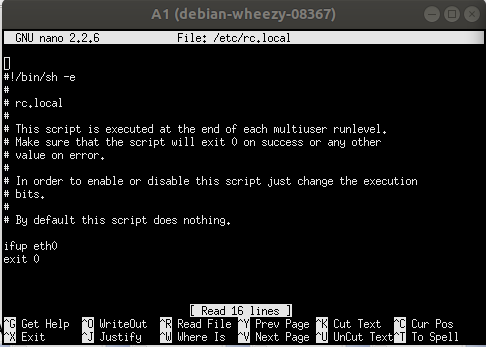 A1 (debian-wheezy-08367)
GNU nano 2.2.6 File: /etc/rc.local
#!/bin/sh -e
#
# rc.local
#
# This script is executed at the end of each multiuser runlevel.
# Make sure that the script will exit 0 on success or any other
# value on error.
#
# In order to enable or disable this script just change the execution
# bits.
#
# By default this script does nothing.
ifup eth0
exit 0
[ Read 16 lines ]
^G Get Help ^O WriteOut ^R Read File ^Y Prev Page ^K Cut Text ^C Cur Pos
^X Exit ^J Justify ^W Where Is ^V Next Page ^U UnCut Text ^T To Spell